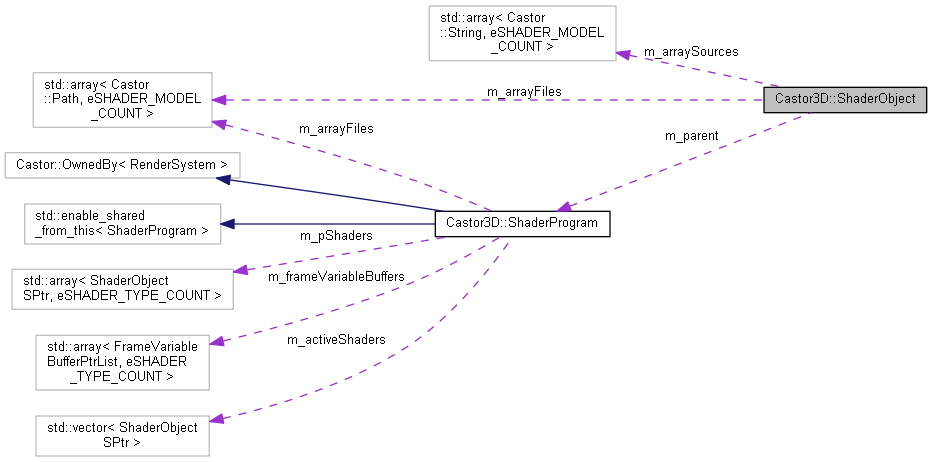 std::array< Castor
::String, eSHADER_MODEL
_COUNT >
m_arraySources
std::array< Castor
::Path, eSHADER_MODEL
_COUNT >
m_arrayFiles
Castor3D::ShaderObject
m_arrayFiles
m_parent
Castor::OwnedBy< RenderSystem >
std::enable_shared
_from_this< ShaderProgram >
Castor3D::ShaderProgram
m_pShaders
std::array< ShaderObject
SPtr, eSHADER_TYPE_COUNT >
m_frameVariableBuffers
m_activeShaders
std::array< FrameVariable
BufferPtrList, eSHADER
_TYPE_COUNT >
std::vector< ShaderObject
SPtr >